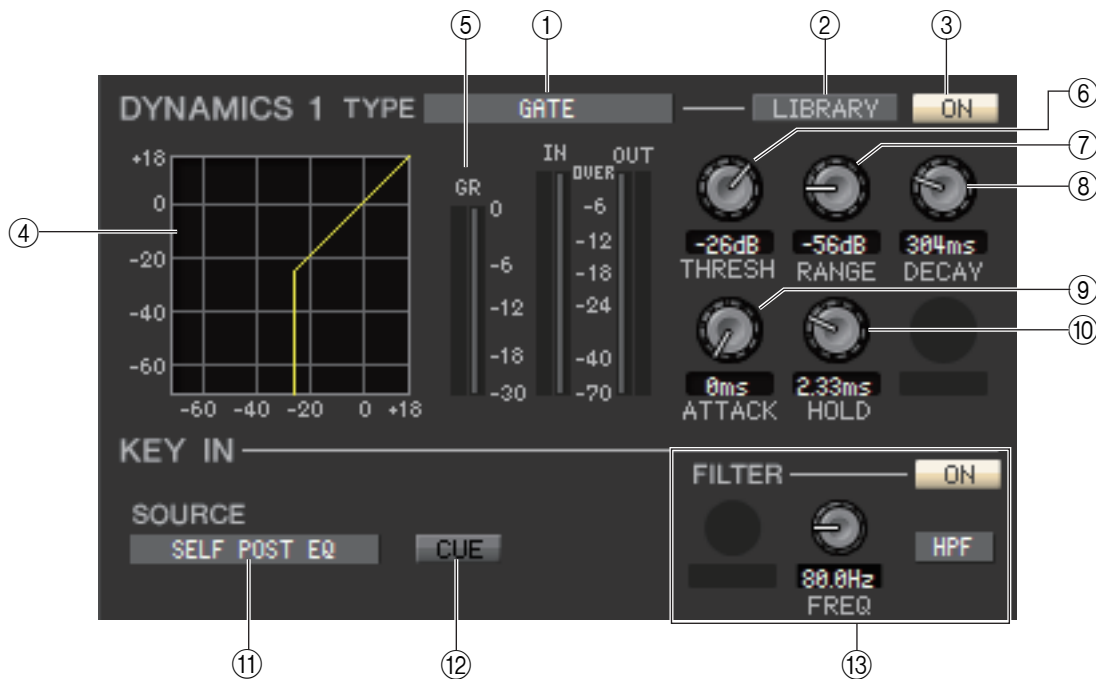 ⑤ ① ② ③
DYNAMICS 1 TYPE GATE LIBRARY ON
⑥
⑦
⑧
④
⑨
⑩
+18
0
-20
-40
-60
-60 -40 -20 0 +18
GR
0
-6
-12
-18
-30
IN OUT
OVER
-6
-12
-18
-24
-40
-70
-26dB -56dB 304ms
THRESH RANGE DECAY
0ms 2.33ms
ATTACK HOLD
KEY IN
SOURCE
SELF POST EQ CUE
FILTER ON
HPF
80.0Hz
FREQ
⑪ ⑫ ⑬